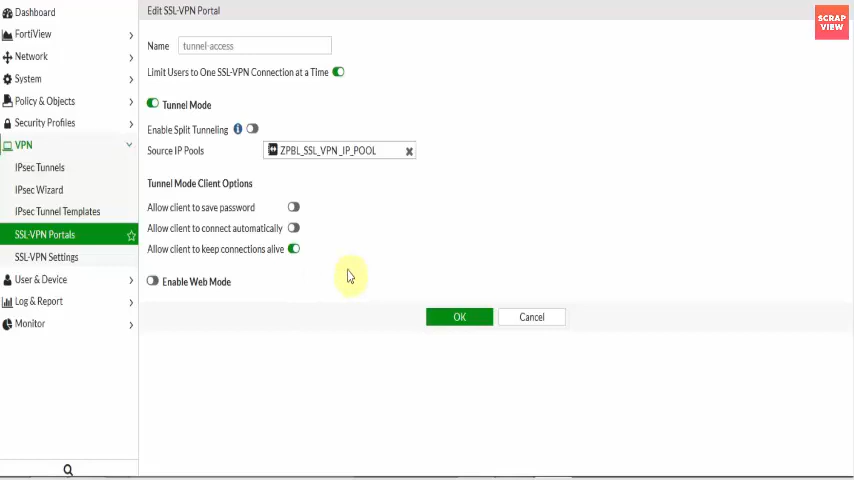 Dashboard
FortiView
Network
System
Policy & Objects
Security Profiles
VPN
IPsec Tunnels
IPsec Wizard
IPsec Tunnel Templates
SSL-VPN Portals
SSL-VPN Settings
User & Device
Log & Report
Monitor
Edit SSL-VPN Portal
Name tunnel-access
Limit Users to One SSL-VPN Connection at a Time
Tunnel Mode
Enable Split Tunneling
Source IP Pools ZPBL_SSL_VPN_IP_POOL
Tunnel Mode Client Options
Allow client to save password
Allow client to connect automatically
Allow client to keep connections alive
Enable Web Mode
OK Cancel
SCRAP
VIEW